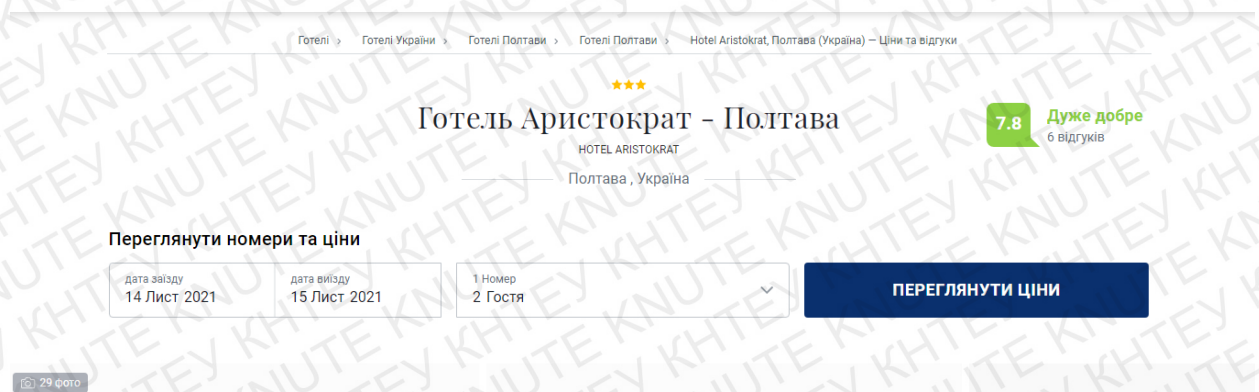 Готелі > Готелі України > Готелі Полтави > Готелі Полтави > Hotel Aristokrat, Полтава (Україна) — Ціни та відгуки
Готель Аристократ - Полтава
HOTEL ARISTOKRAT
Полтава , Україна
7.8 Дуже добре
6 відгуків
Переглянути номери та ціни
дата заїзду дата виїзду 1 Номер
14 Лист 2021 15 Лист 2021 2 Гостя
ПЕРЕГЛЯНУТИ ЦІНИ
29 фото
КНТЕУ KNUTE